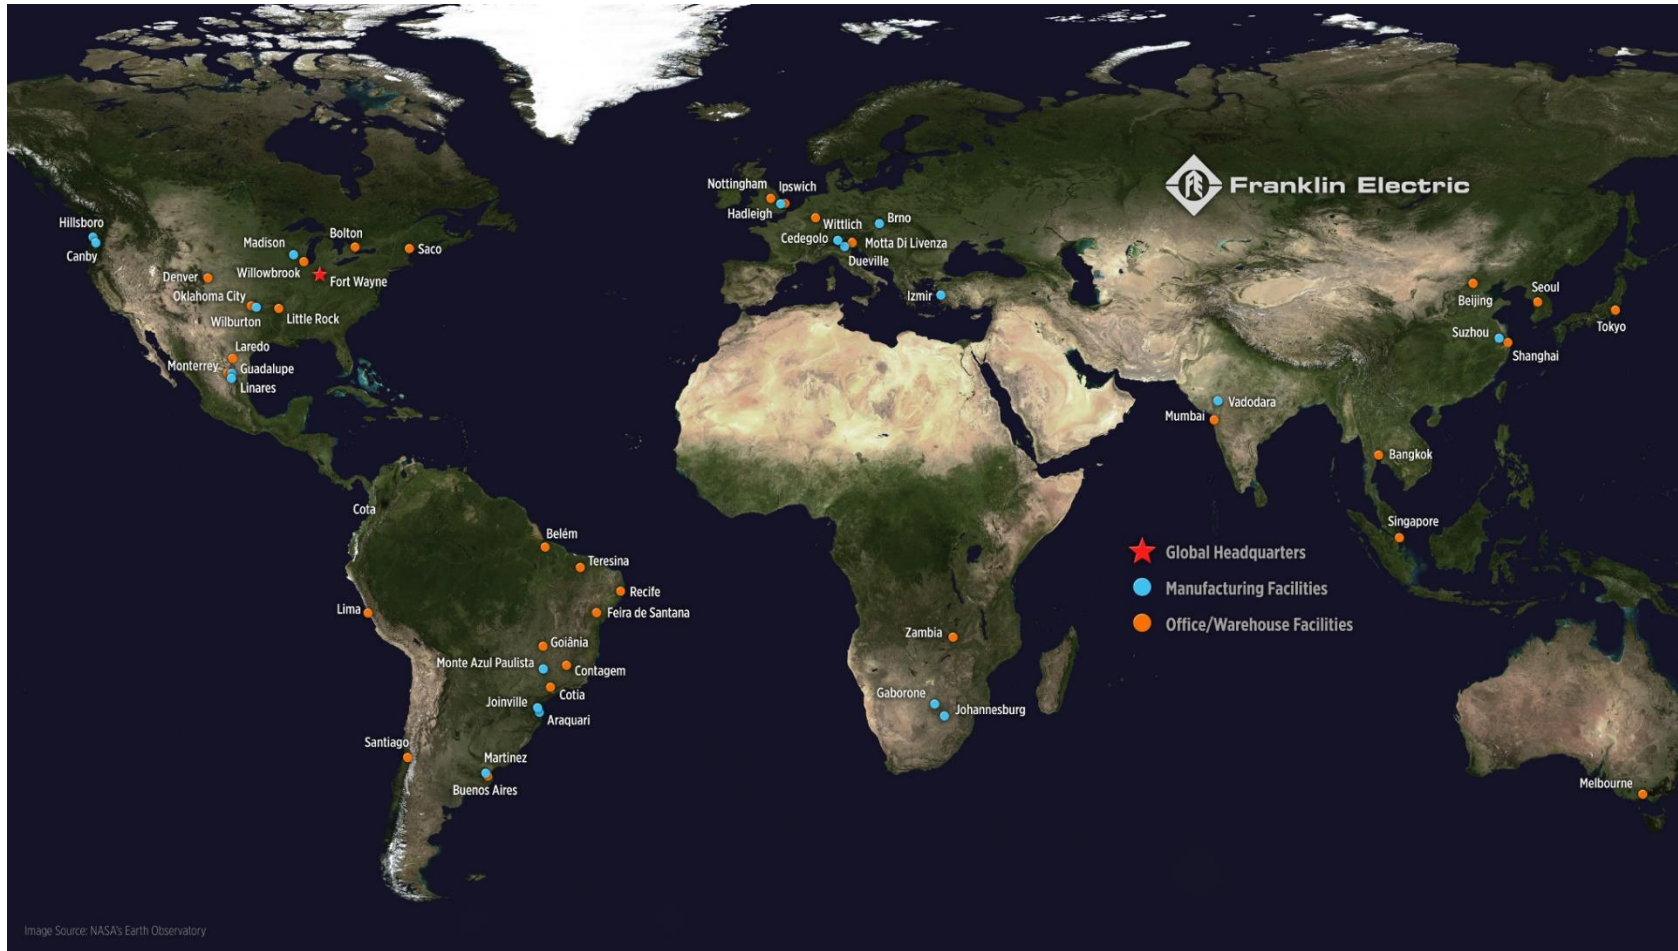 Franklin Electric
Nottingham
Ipswich
Hadleigh
Wittlich
Brno
Cedegolo
Motta Di Livenza
Dueville
Izmir
Hillsboro
Canby
Madison
Bolton
Saco
Willowbrook
Fort Wayne
Denver
Oklahoma City
Wilburton
Little Rock
Laredo
Monterrey
Guadalupe
Linares
Beijing
Seoul
Tokyo
Suzhou
Shanghai
Vadodara
Mumbai
Bangkok
Singapore
Cota
Belém
Teresina
Recife
Lima
Feira de Santana
Goiânia
Monte Azul Paulista
Contagem
Cotia
Joinville
Araquari
Santiago
Martinez
Buenos Aires
Zambia
Gaborone
Johannesburg
Melbourne
Global Headquarters
Manufacturing Facilities
Office/Warehouse Facilities
Image Source: NASA's Earth Observatory